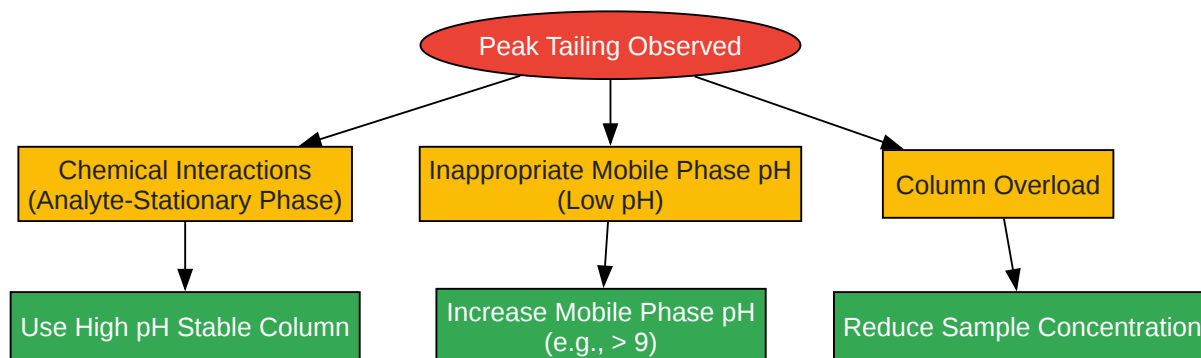 Peak Tailing Observed
Chemical Interactions
(Analyte-Stationary Phase)
Inappropriate Mobile Phase pH
(Low pH)
Column Overload
Use High pH Stable Column
Increase Mobile Phase pH
(e.g., > 9)
Reduce Sample Concentration